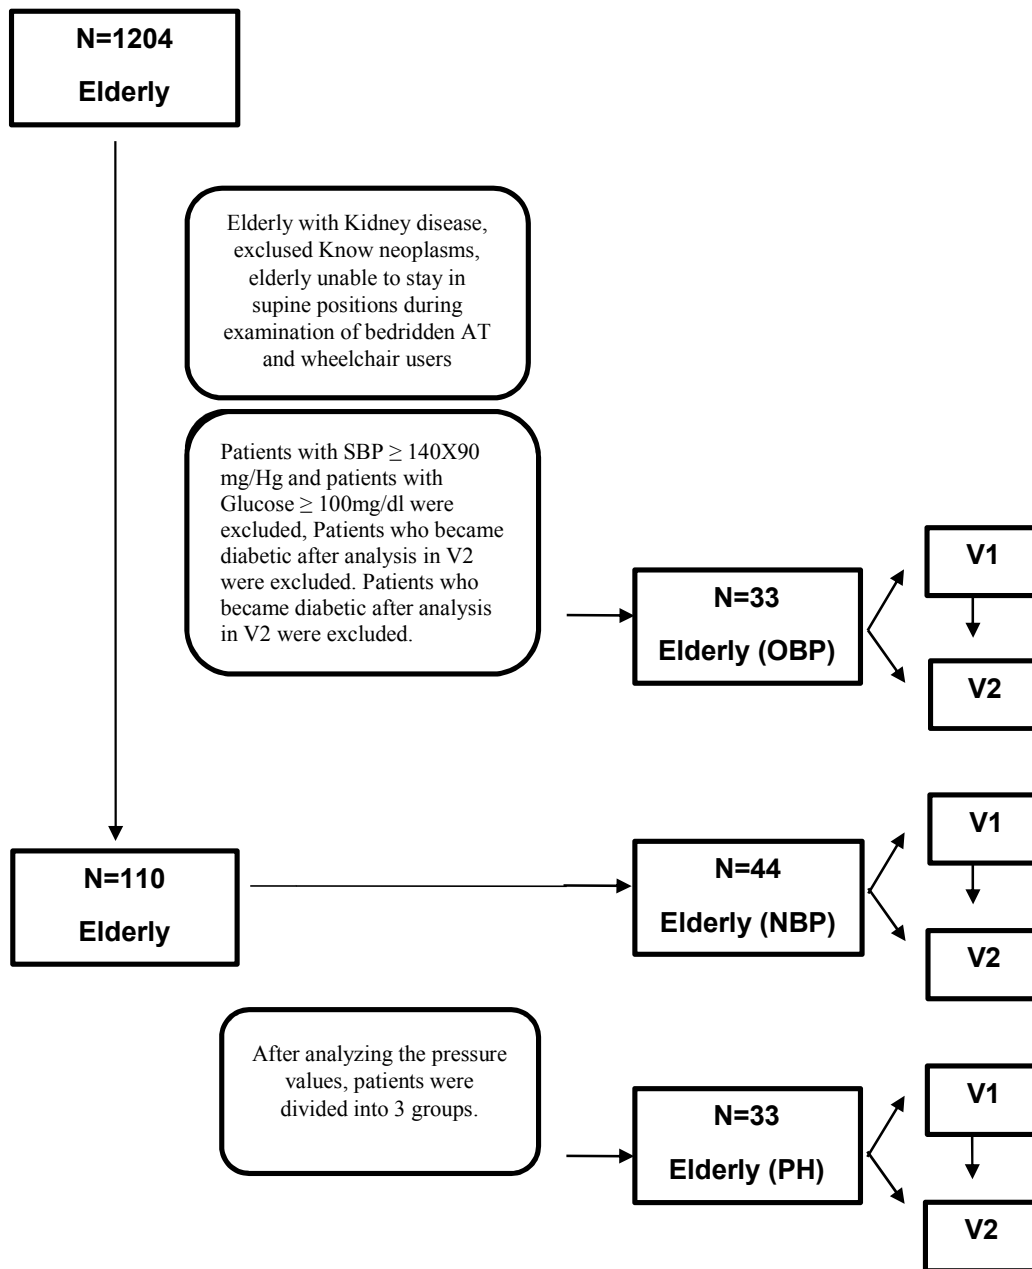 N=1204
Elderly
Elderly with Kidney disease,
exclused Know neoplasms,
elderly unable to stay in
supine positions during
examination of bedridden AT
and wheelchair users
Patients with SBP ≥ 140X90
mg/Hg and patients with
Glucose ≥ 100mg/dl were
excluded, Patients who became
diabetic after analysis in V2
were excluded. Patients who
became diabetic after analysis
in V2 were excluded.
N=33
Elderly (OBP)
V1
V2
N=110
Elderly
N=44
Elderly (NBP)
V1
V2
After analyzing the pressure
values, patients were
divided into 3 groups.
N=33
Elderly (PH)
V1
V2